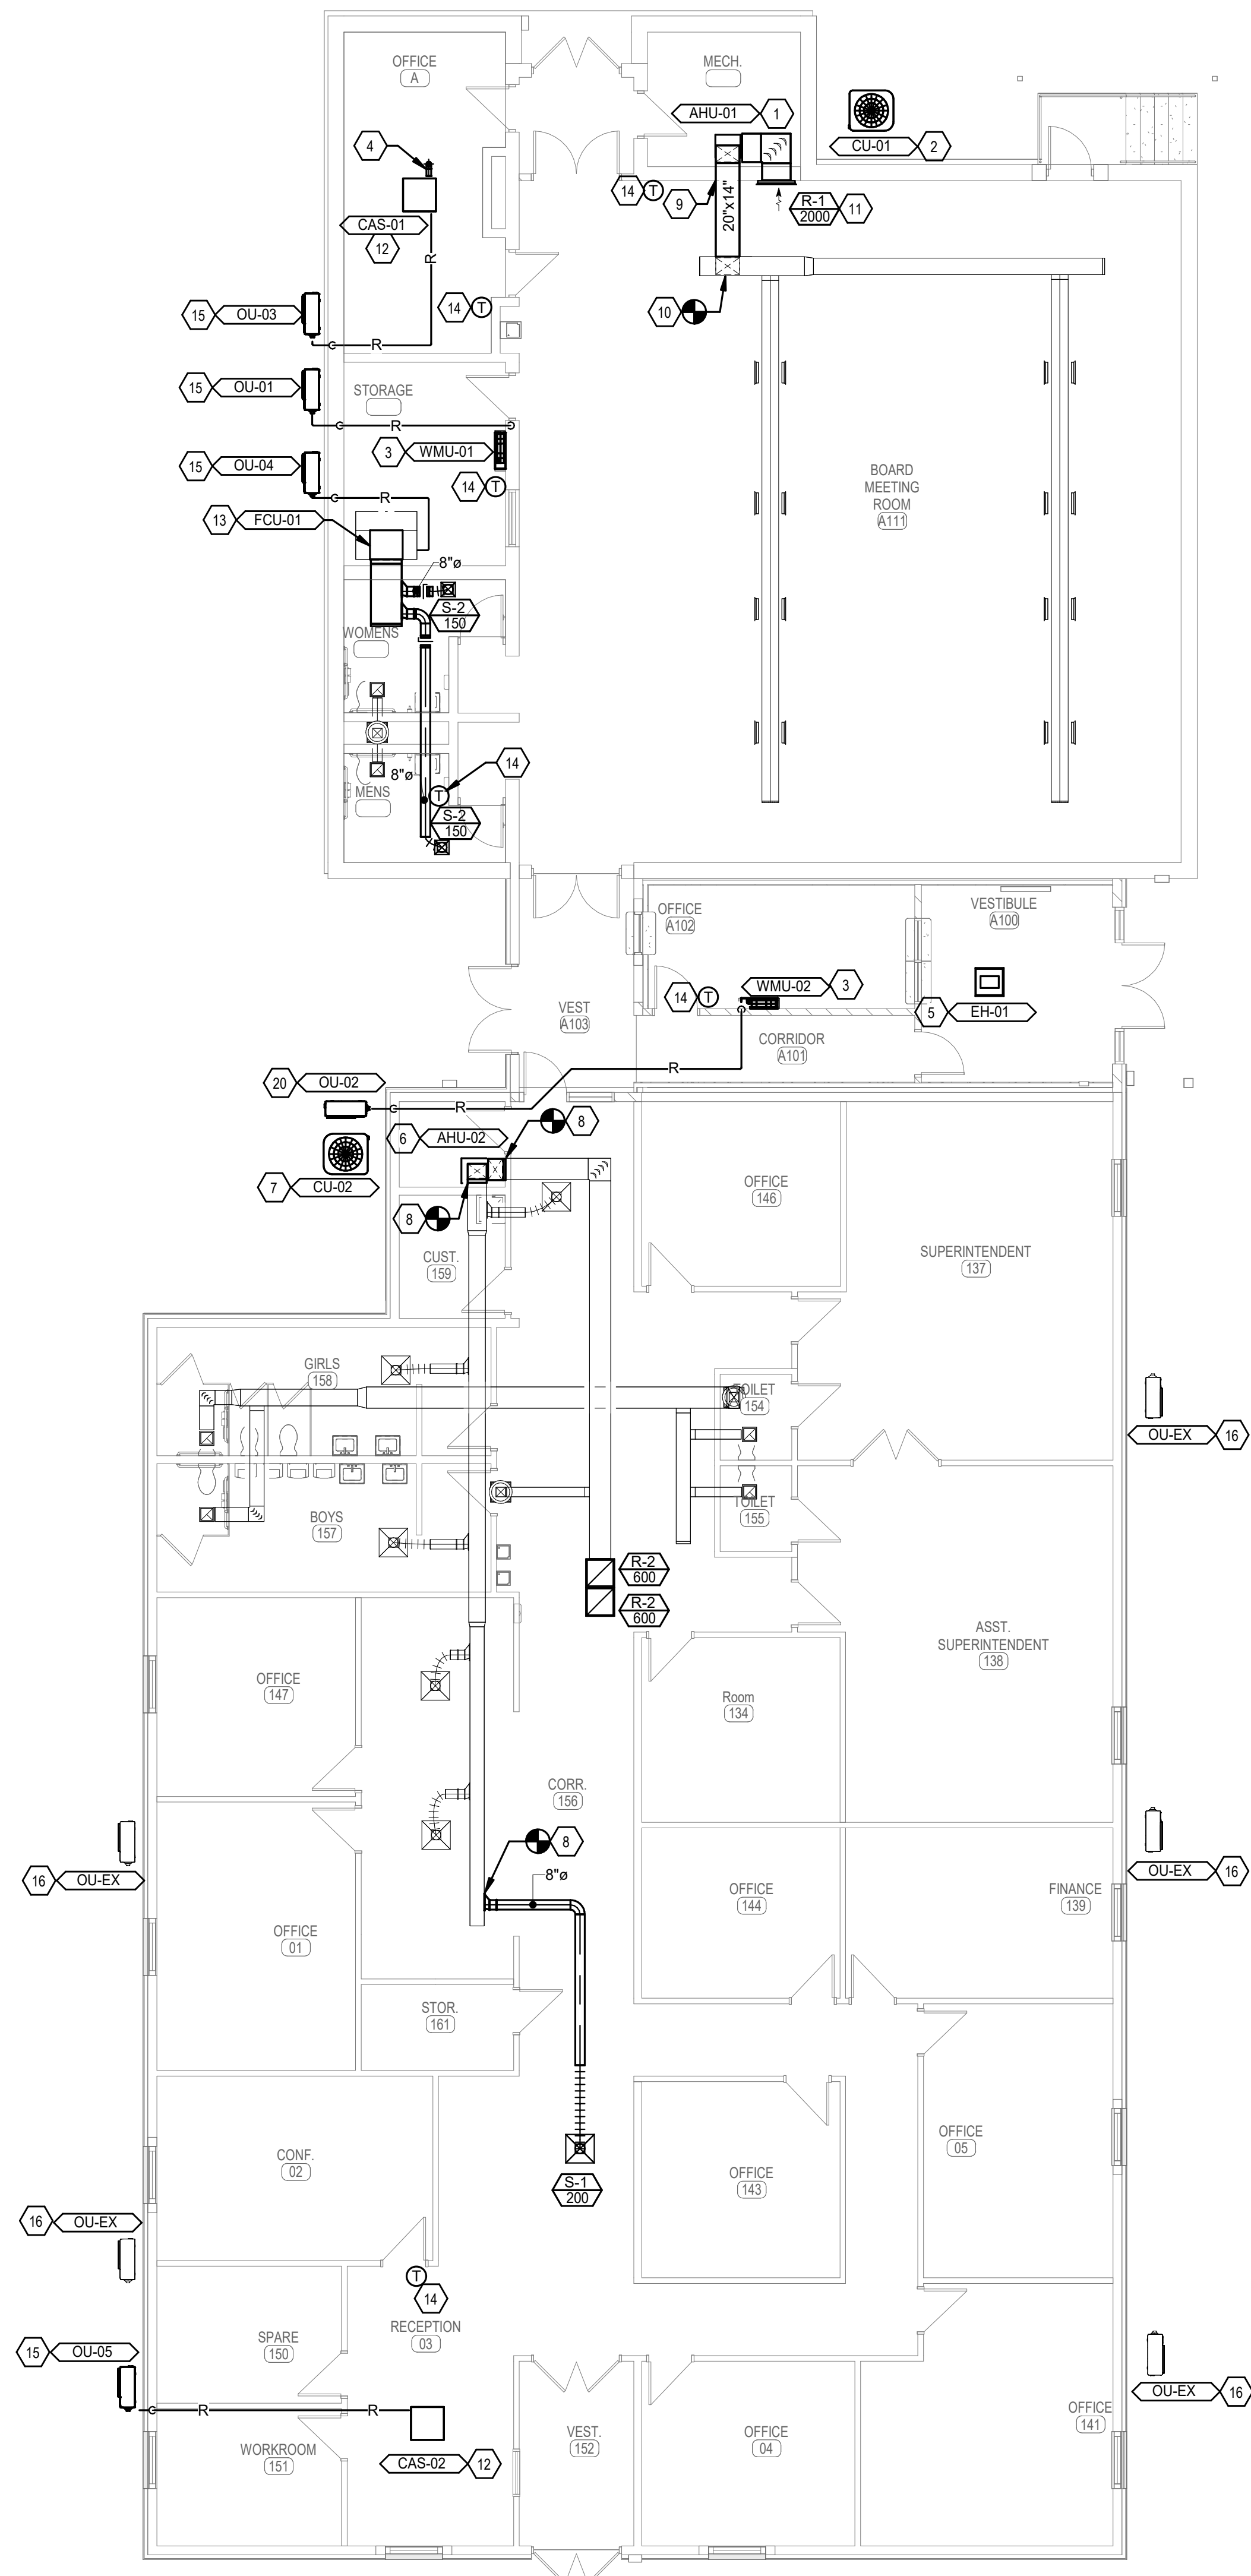 OFFICE
A
MECH.
AHU-01
1
CU-01
2
4
14
T
9
20"x14"
R-1
2000
11
CAS-01
12
R
15
OU-03
R
14
T
10
15
OU-01
STORAGE
R
3
WMU-01
15
OU-04
R
14
T
BOARD
MEETING
ROOM
A111
13
FCU-01
8"ø
S-2
150
WOMENS
14
8"ø
T
MENS
S-2
150
OFFICE
A102
VESTIBULE
A100
14
T
WMU-02
3
VEST
A103
5
EH-01
CORRIDOR
A101
R
20
OU-02
R
6
AHU-02
8
7
CU-02
OFFICE
146
8
SUPERINTENDENT
137
CUST.
159
GIRLS
158
TOILET
154
OU-EX
16
TOILET
155
BOYS
157
R-2
600
R-2
600
ASST.
SUPERINTENDENT
138
OFFICE
147
Room
134
CORR.
156
8
16
OU-EX
OU-EX
16
8"ø
OFFICE
144
FINANCE
139
OFFICE
01
STOR.
161
CONF.
02
OFFICE
05
OFFICE
143
S-1
200
16
OU-EX
T
14
RECEPTION
03
SPARE
150
15
OU-05
R
R
OU-EX
16
OFFICE
141
WORKROOM
151
CAS-02
12
VEST.
152
OFFICE
04